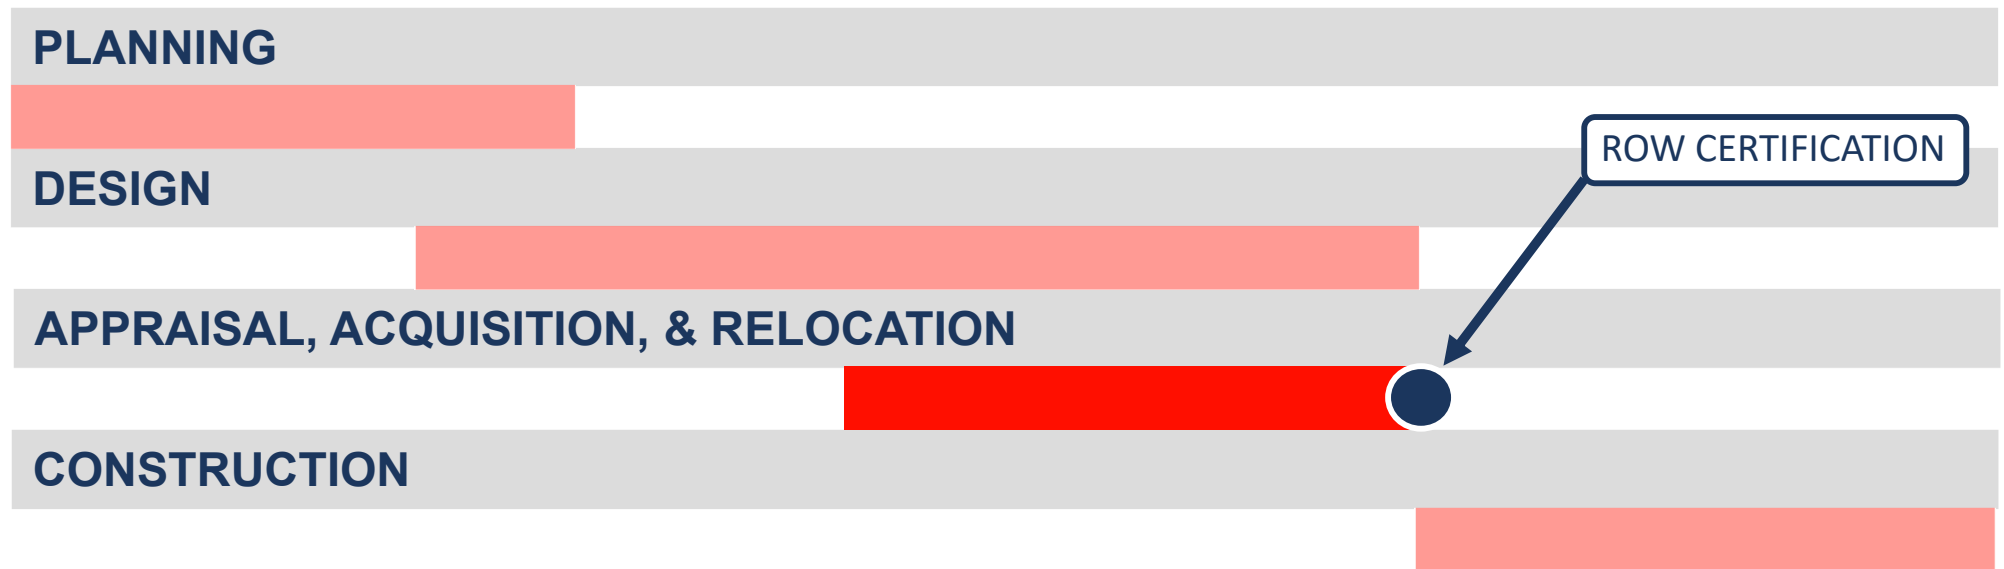 PLANNING
ROW CERTIFICATION
DESIGN
APPRAISAL, ACQUISITION, & RELOCATION
CONSTRUCTION